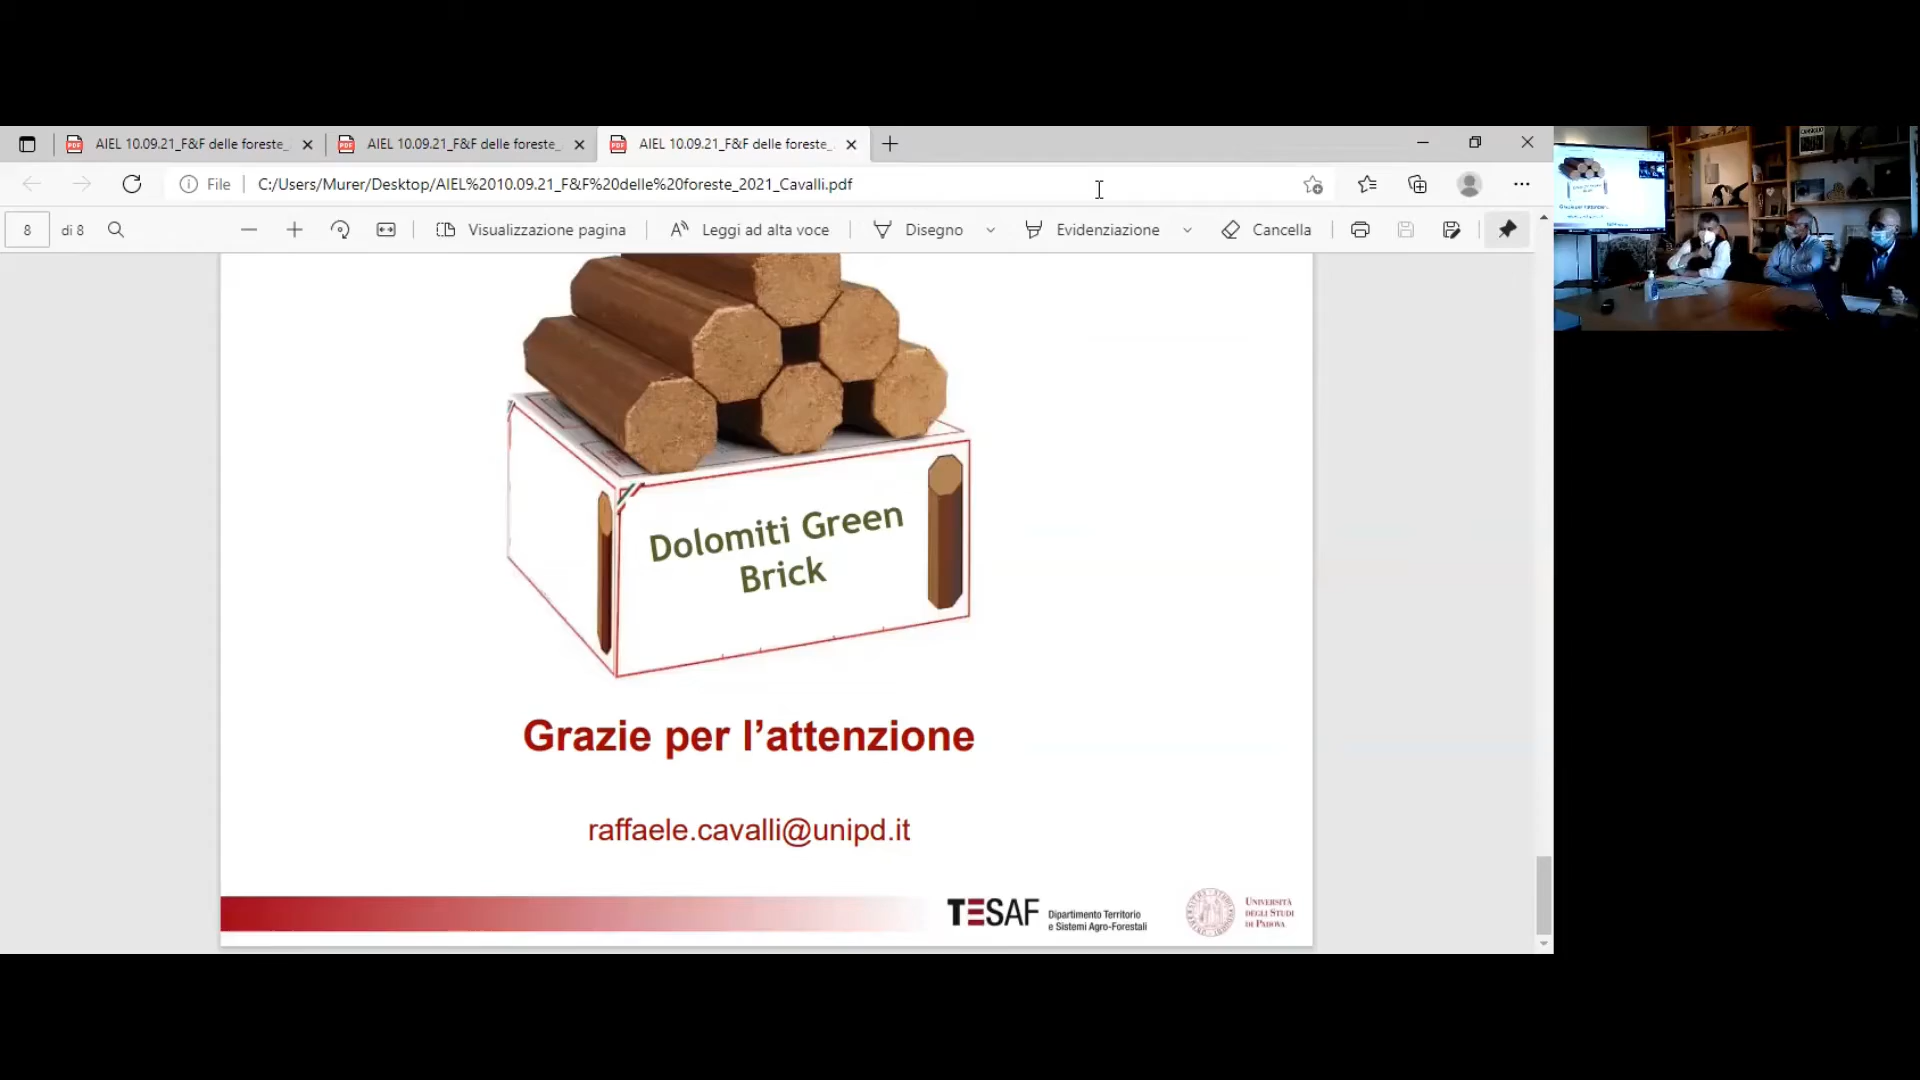 AIEL 10.09.21_F&F delle foreste_
AIEL 10.09.21_F&F delle foreste_
AIEL 10.09.21_F&F delle foreste_
File
C:/Users/Murer/Desktop/AIEL%2010.09.21_F&F%20delle%20foreste_2021_Cavalli.pdf
8 di 8
Visualizzazione pagina
Leggi ad alta voce
Disegno
Evidenziazione
Cancella
Dolomiti Green
Brick
Grazie per l’attenzione
raffaele.cavalli@unipd.it
TESAF
Dipartimento Territorio
e Sistemi Agro-Forestali
UNIVERSITÀ
DEGLI STUDI
DI PADOVA